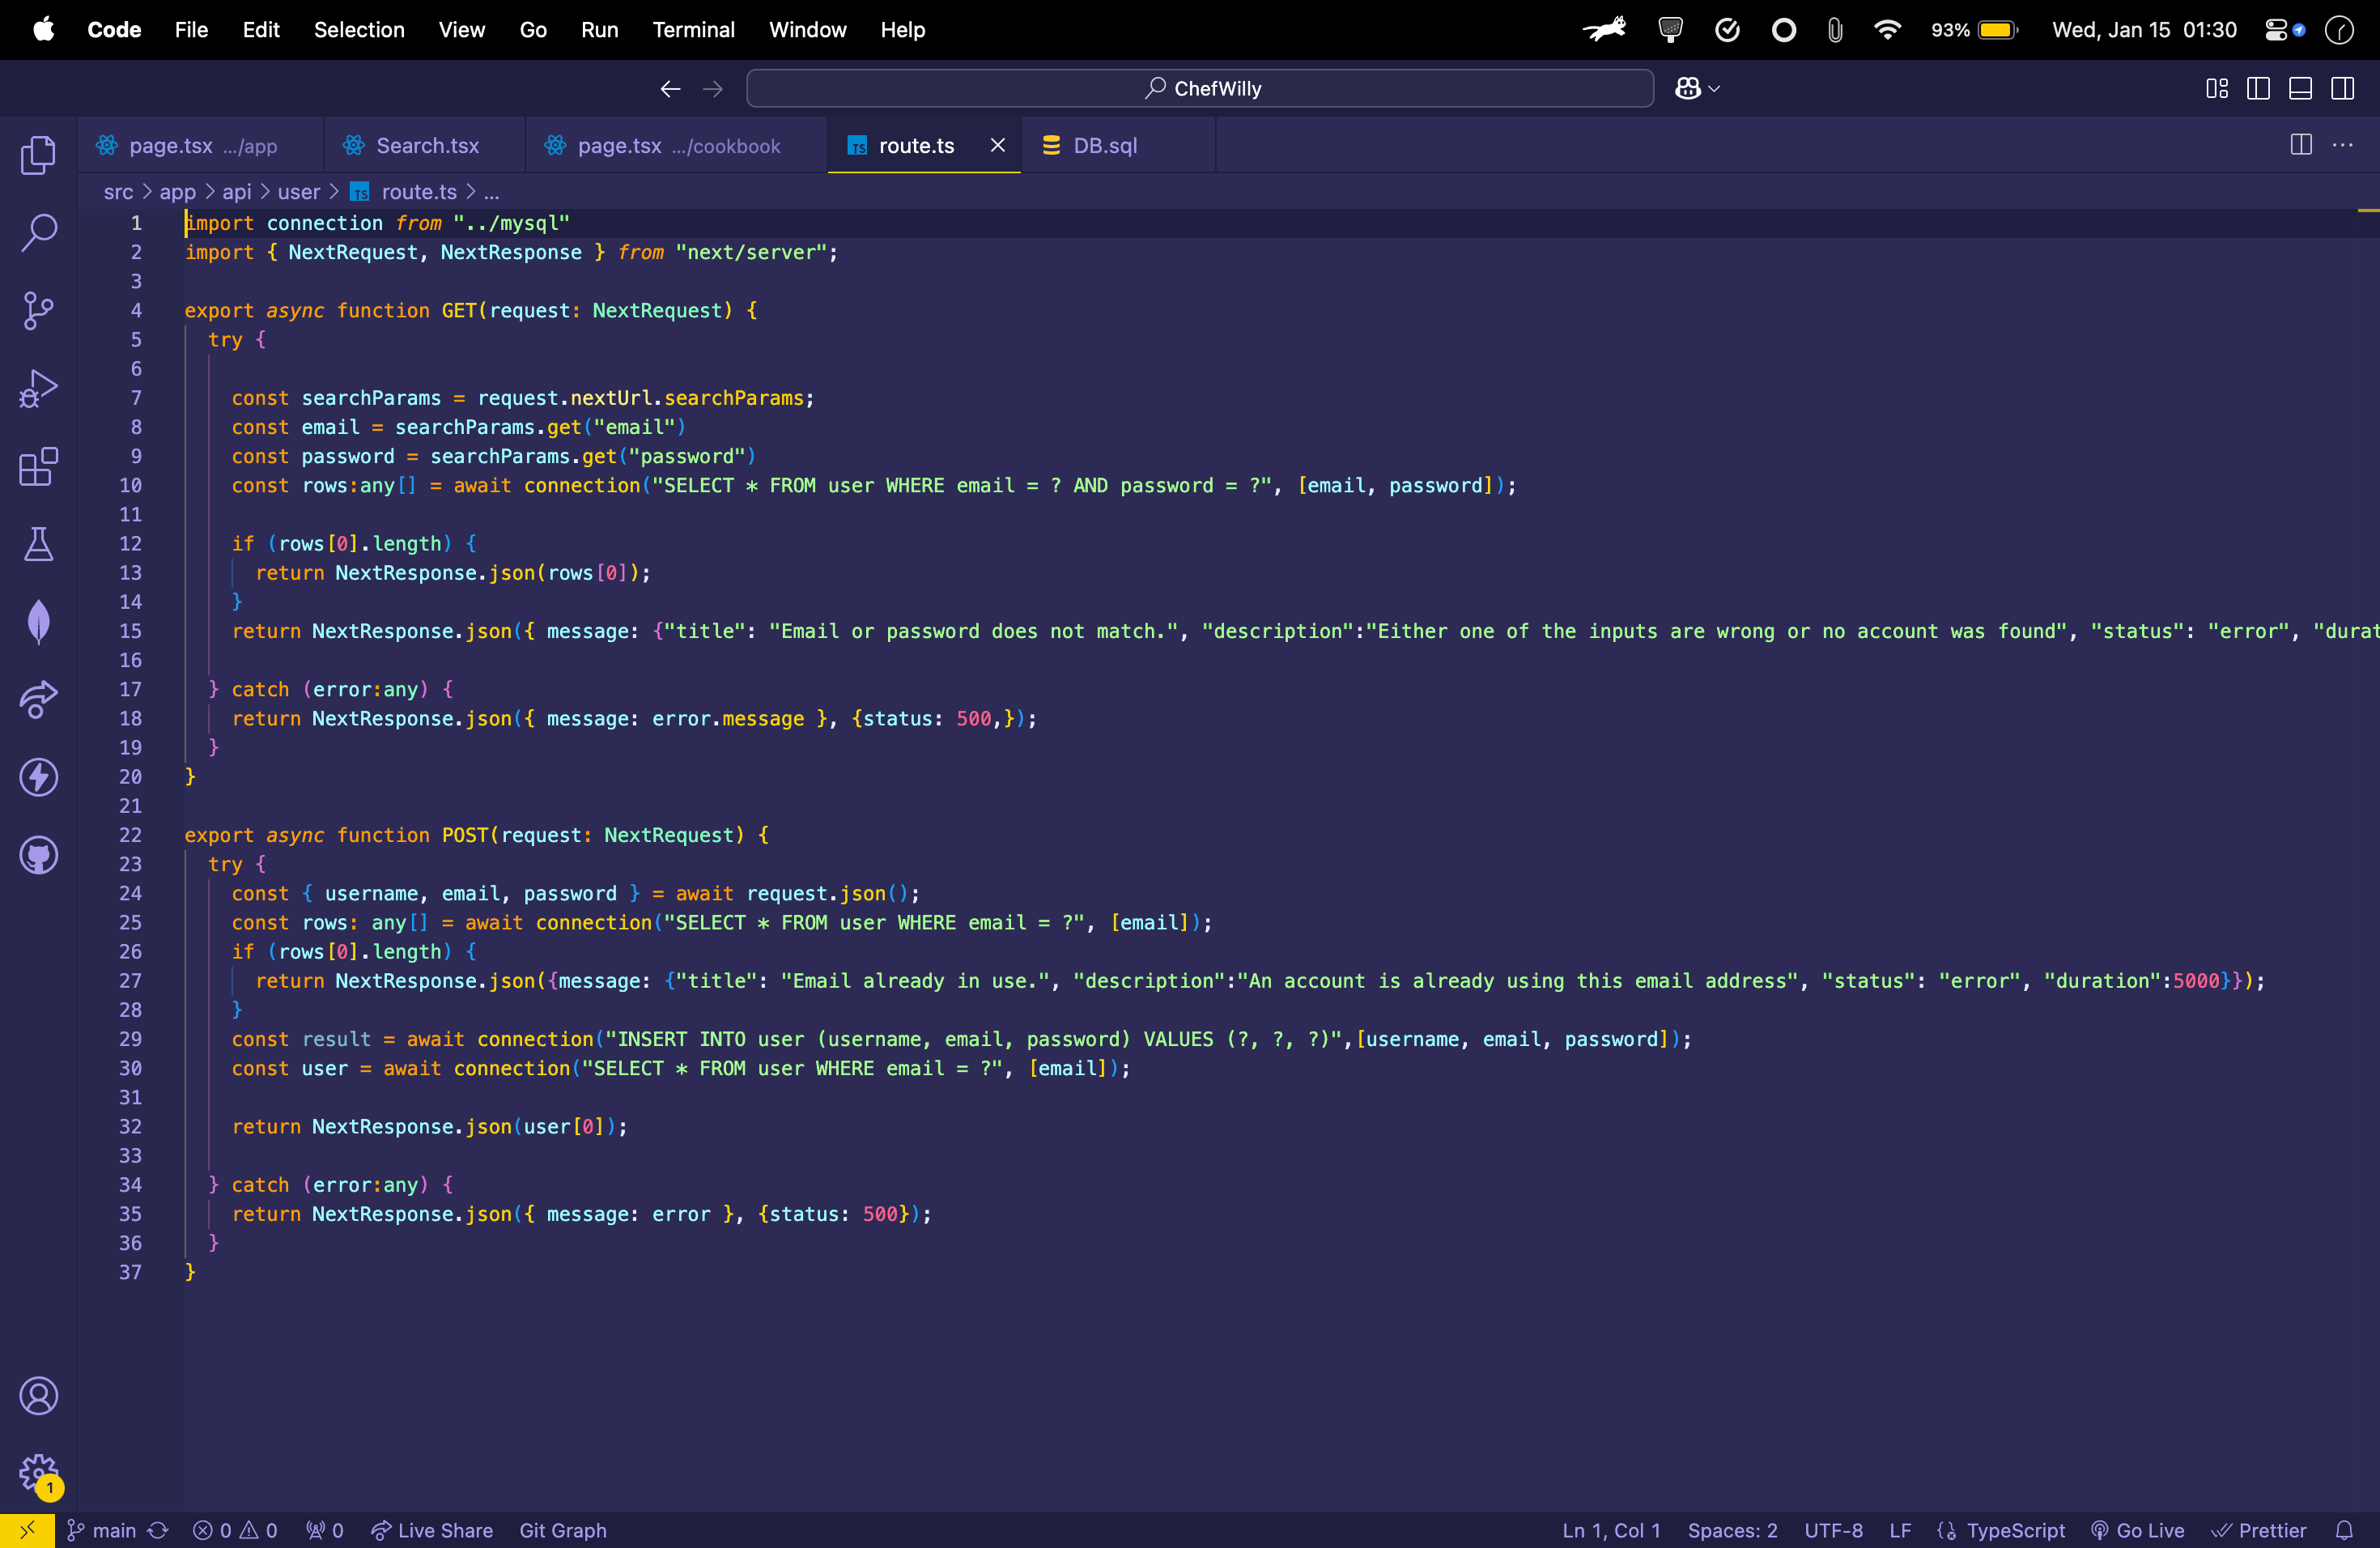 Code File Edit Selection View Go Run Terminal Window Help 93% Wed, Jan 15 01:30
ChefWilly
page.tsx .../app Search.tsx page.tsx .../cookbook TS route.ts DB.sql
src > app > api > user > TS route.ts > ...
1 import connection from "../mysql"
2 import { NextRequest, NextResponse } from "next/server";
3
4 export async function GET(request: NextRequest) {
5 try {
6
7 const searchParams = request.nextUrl.searchParams;
8 const email = searchParams.get("email")
9 const password = searchParams.get("password")
10 const rows:any[] = await connection("SELECT * FROM user WHERE email = ? AND password = ?", [email, password]);
11
12 if (rows[0].length) {
13 return NextResponse.json(rows[0]);
14 }
15 return NextResponse.json({ message: {"title": "Email or password does not match.", "description":"Either one of the inputs are wrong or no account was found", "status": "error", "durat
16
17 } catch (error:any) {
18 return NextResponse.json({ message: error.message }, {status: 500,});
19 }
20 }
21
22 export async function POST(request: NextRequest) {
23 try {
24 const { username, email, password } = await request.json();
25 const rows: any[] = await connection("SELECT * FROM user WHERE email = ?", [email]);
26 if (rows[0].length) {
27 return NextResponse.json({message: {"title": "Email already in use.", "description":"An account is already using this email address", "status": "error", "duration":5000}});
28 }
29 const result = await connection("INSERT INTO user (username, email, password) VALUES (?, ?, ?)",[username, email, password]);
30 const user = await connection("SELECT * FROM user WHERE email = ?", [email]);
31
32 return NextResponse.json(user[0]);
33
34 } catch (error:any) {
35 return NextResponse.json({ message: error }, {status: 500});
36 }
37 }
1
main 0 0 0 Live Share Git Graph Ln 1, Col 1 Spaces: 2 UTF-8 LF TypeScript Go Live Prettier